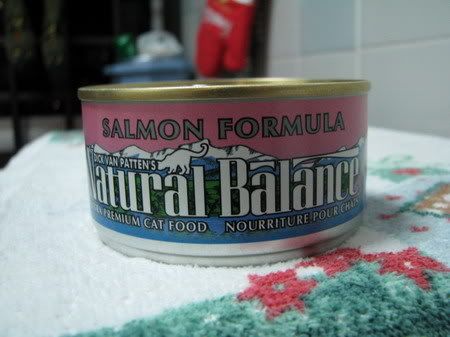 SALMON FORMULA
DICK VAN PATTEN'S
Natural Balance
PREMIUM CAT FOOD NOURRITURE POUR CHATS